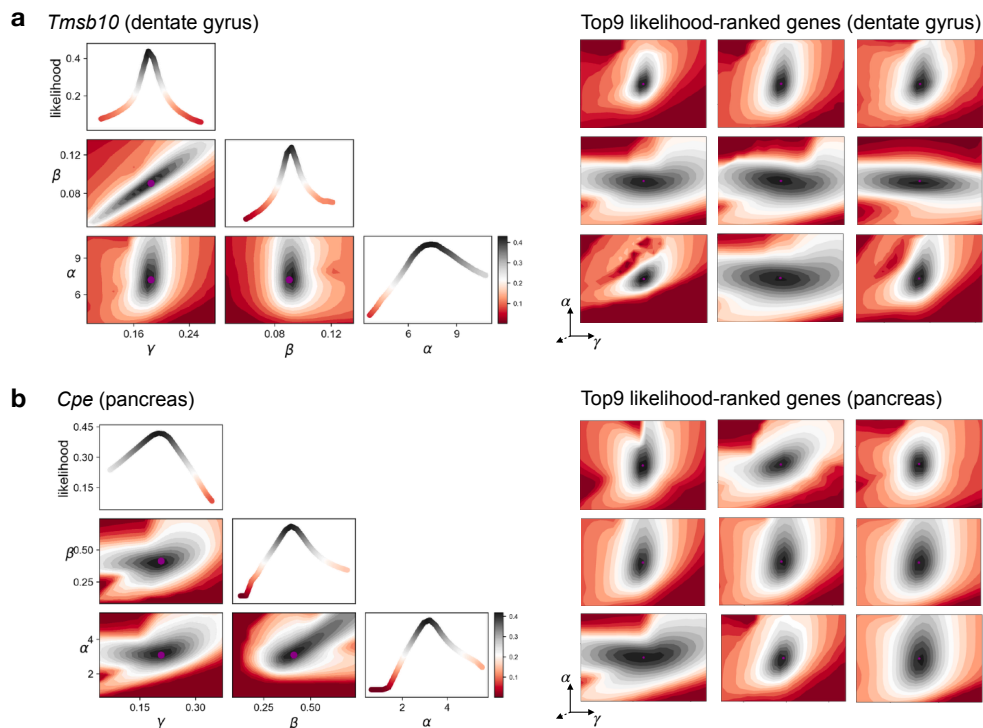 a
Tmsb10 (dentate gyrus)
Top9 likelihood-ranked genes (dentate gyrus)
likelihood
0.4
0.2
β
0.12
0.08
α
9
6
0.16 0.24
γ
0.08 0.12
β
6 9
α
0.4
0.3
0.2
0.1
α
γ
b
Cpe (pancreas)
Top9 likelihood-ranked genes (pancreas)
likelihood
0.45
0.30
0.15
β
0.50
0.25
α
4
2
0.15 0.30
γ
0.25 0.50
β
2 4
α
0.4
0.3
0.2
0.1
α
γ